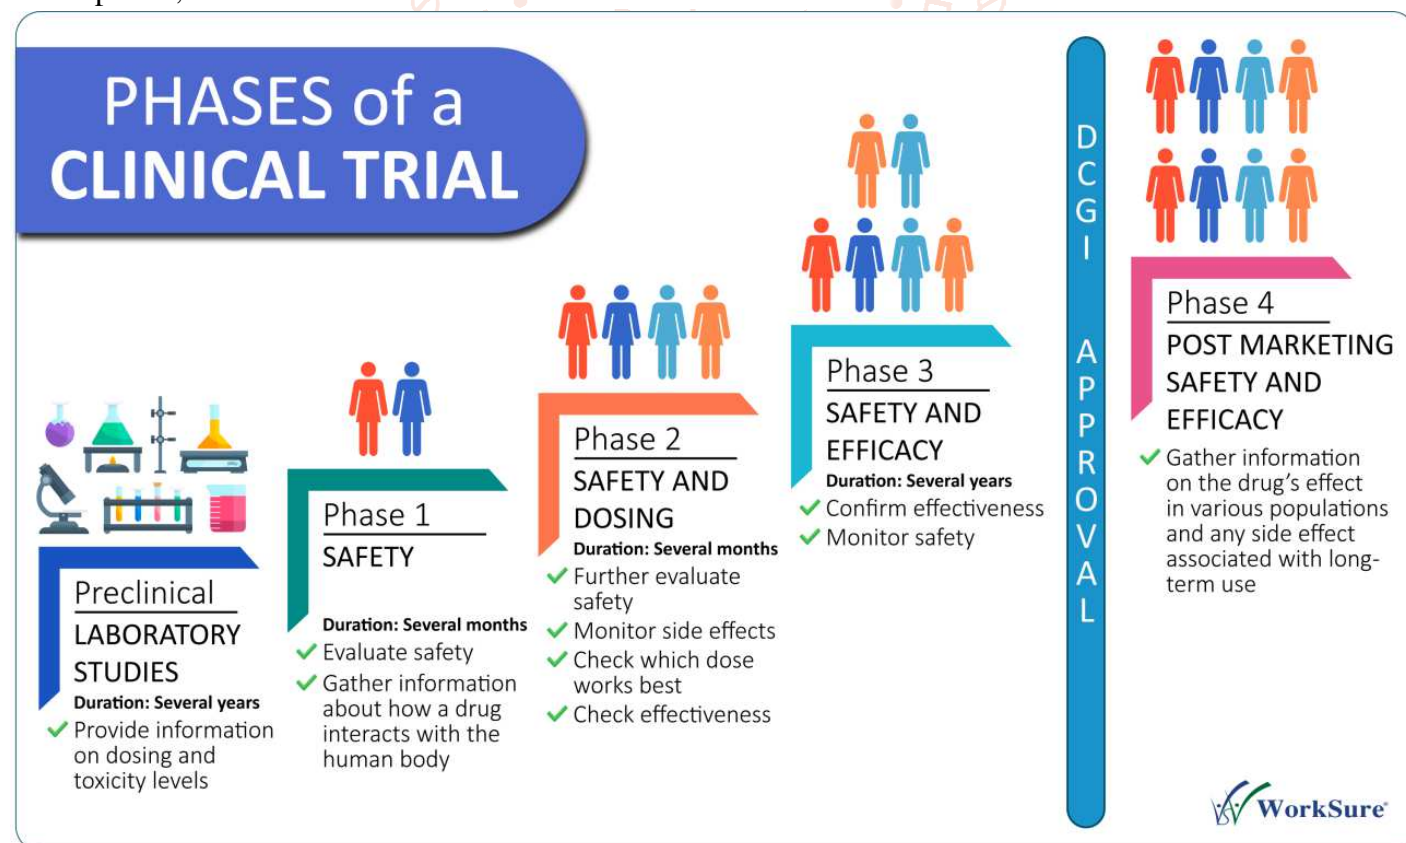 PHASES of a
CLINICAL TRIAL
Preclinical
LABORATORY
STUDIES
Duration: Several years
Provide information
on dosing and
toxicity levels
Phase 1
SAFETY
Duration: Several months
Evaluate safety
Gather information
about how a drug
interacts with the
human body
Phase 2
SAFETY AND
DOSING
Duration: Several months
Further evaluate
safety
Monitor side effects
Check which dose
works best
Check effectiveness
Phase 3
SAFETY AND
EFFICACY
Duration: Several years
Confirm effectiveness
Monitor safety
DCGI APPROVAL
Phase 4
POST MARKETING
SAFETY AND
EFFICACY
Gather information
on the drug's effect
in various populations
and any side effect
associated with long-
term use
WorkSure®